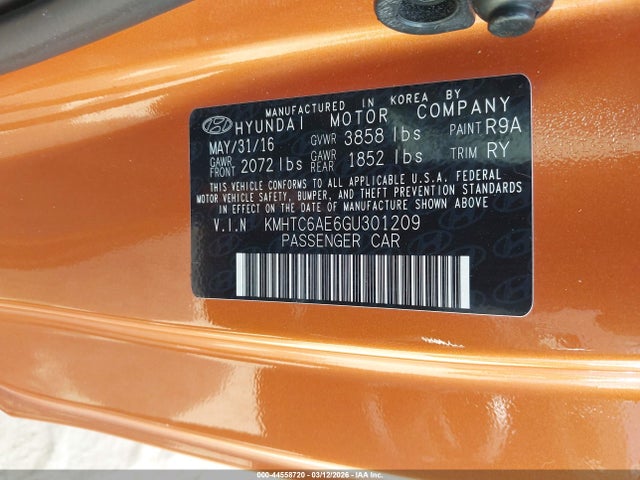 MANUFACTURED IN KOREA BY
HYUNDAI MOTOR COMPANY
MAY/31/16 GVWR 3858 lbs PAINT R9A
GAWR FRONT 2072 lbs GAWR REAR 1852 lbs TRIM RY
THIS VEHICLE CONFORMS TO ALL APPLICABLE U.S.A. FEDERAL
MOTOR VEHICLE SAFETY, BUMPER, AND THEFT PREVENTION STANDARDS
IN EFFECT ON THE DATE OF MANUFACTURE SHOWN ABOVE
V.I.N KMHTC6AE6GU301209
PASSENGER CAR
000-44558720 - 03/12/2026 - IAA Inc.